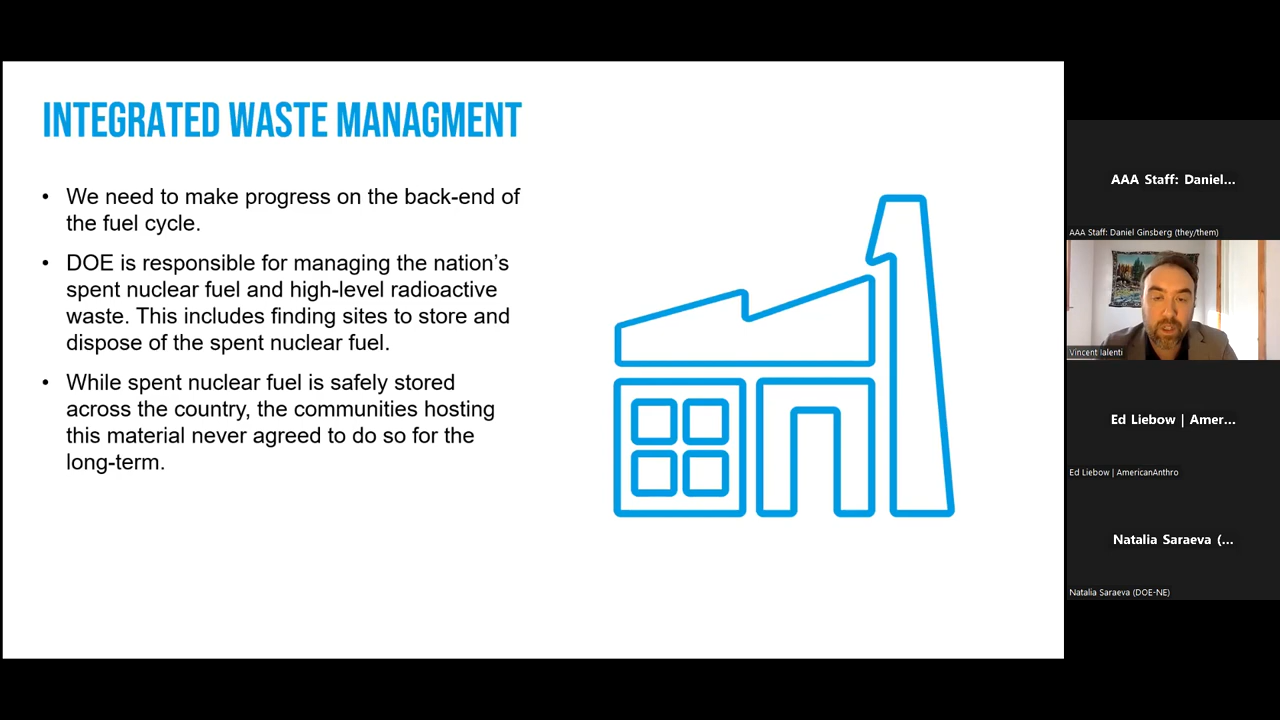 INTEGRATED WASTE MANAGMENT
• We need to make progress on the back-end of
the fuel cycle.
• DOE is responsible for managing the nation’s
spent nuclear fuel and high-level radioactive
waste. This includes finding sites to store and
dispose of the spent nuclear fuel.
• While spent nuclear fuel is safely stored
across the country, the communities hosting
this material never agreed to do so for the
long-term.
AAA Staff: Daniel...
AAA Staff: Daniel Ginsberg (they/them)
Vincent Ialenti
Ed Liebow | Amer...
Ed Liebow | AmericanAnthro
Natalia Saraeva (...
Natalia Saraeva (DOE-NE)